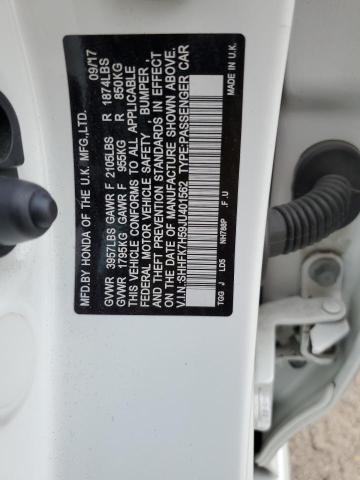 MFD.BY HONDA OF THE U.K. MFG.,LTD. 09/17
GVWR 3957LBS GAWR F 2105LBS R 1874LBS
GVWR 1795KG GAWR F 955KG R 850KG
THIS VEHICLE CONFORMS TO ALL APPLICABLE
FEDERAL MOTOR VEHICLE SAFETY , BUMPER ,
AND THEFT PREVENTION STANDARDS IN EFFECT
ON THE DATE OF MANUFACTURE SHOWN ABOVE.
V.I.N.:SHHFK7H59JU401562 TYPE:PASSENGER CAR
TGG J LD5 NH788P F / U MADE IN U.K.